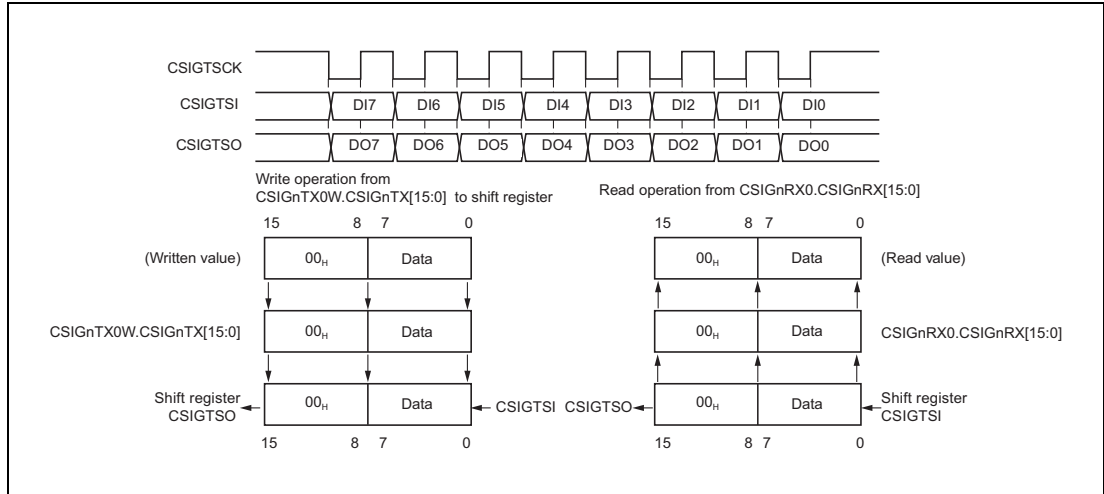 CSIGTSCK
CSIGTSI DI7 DI6 DI5 DI4 DI3 DI2 DI1 DI0
CSIGTSO DO7 DO6 DO5 DO4 DO3 DO2 DO1 DO0
Write operation from
CSIGnTX0W.CSIGnTX[15:0] to shift register
Read operation from CSIGnRX0.CSIGnRX[15:0]
15 8 7 0 15 8 7 0
(Written value) 00H Data 00H Data (Read value)
CSIGnTX0W.CSIGnTX[15:0] 00H Data 00H Data CSIGnRX0.CSIGnRX[15:0]
Shift register
CSIGTSO 00H Data CSIGTSI CSIGTSO 00H Data Shift register
CSIGTSI
15 8 7 0 15 8 7 0